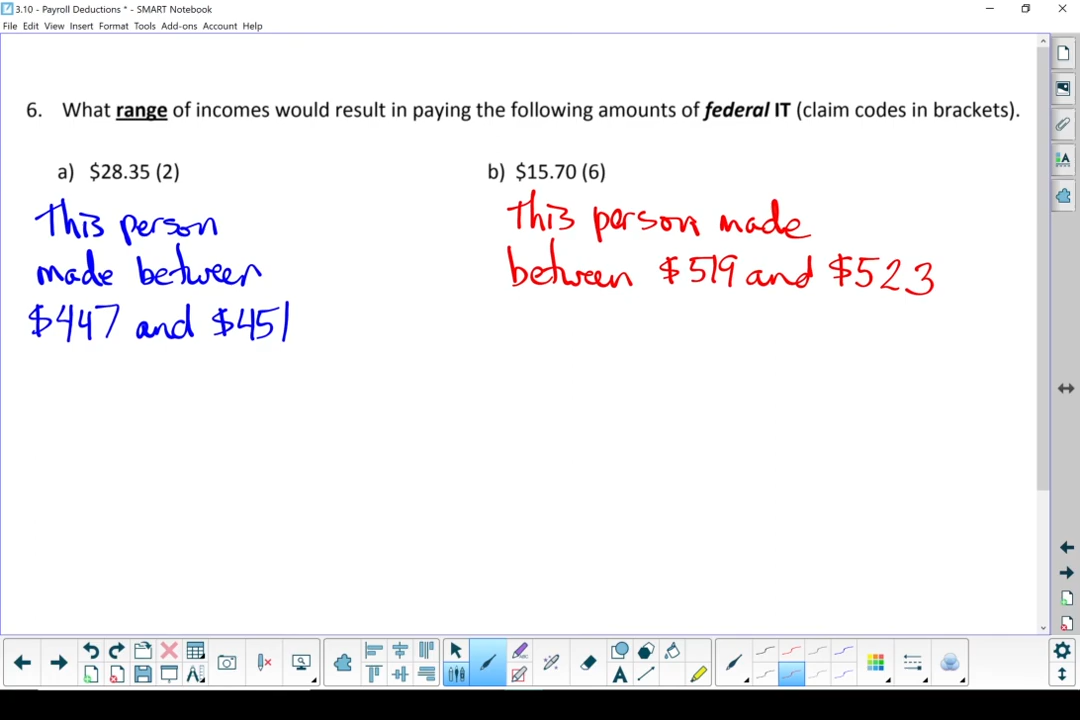 3.10 - Payroll Deductions * - SMART Notebook
File Edit View Insert Format Tools Add-ons Account Help
6. What range of incomes would result in paying the following amounts of federal IT (claim codes in brackets).
a) $28.35 (2)
b) $15.70 (6)
This person
made between
$447 and $451
This person made
between $519 and $523